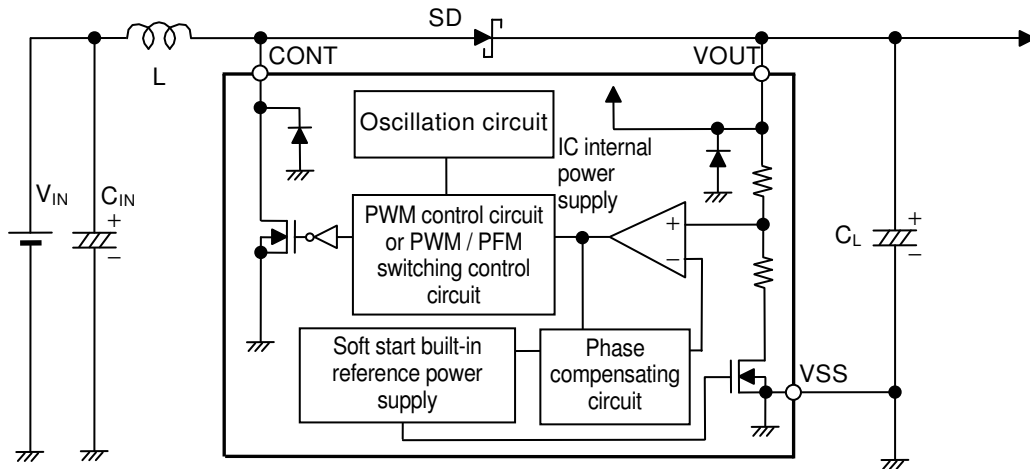 SD
L
CONT
VOUT
Oscillation circuit
IC internal
power
supply
VIN
CIN
+
−
PWM control circuit
or PWM / PFM
switching control
circuit
+
−
CL
+
−
Soft start built-in
reference power
supply
Phase
compensating
circuit
VSS